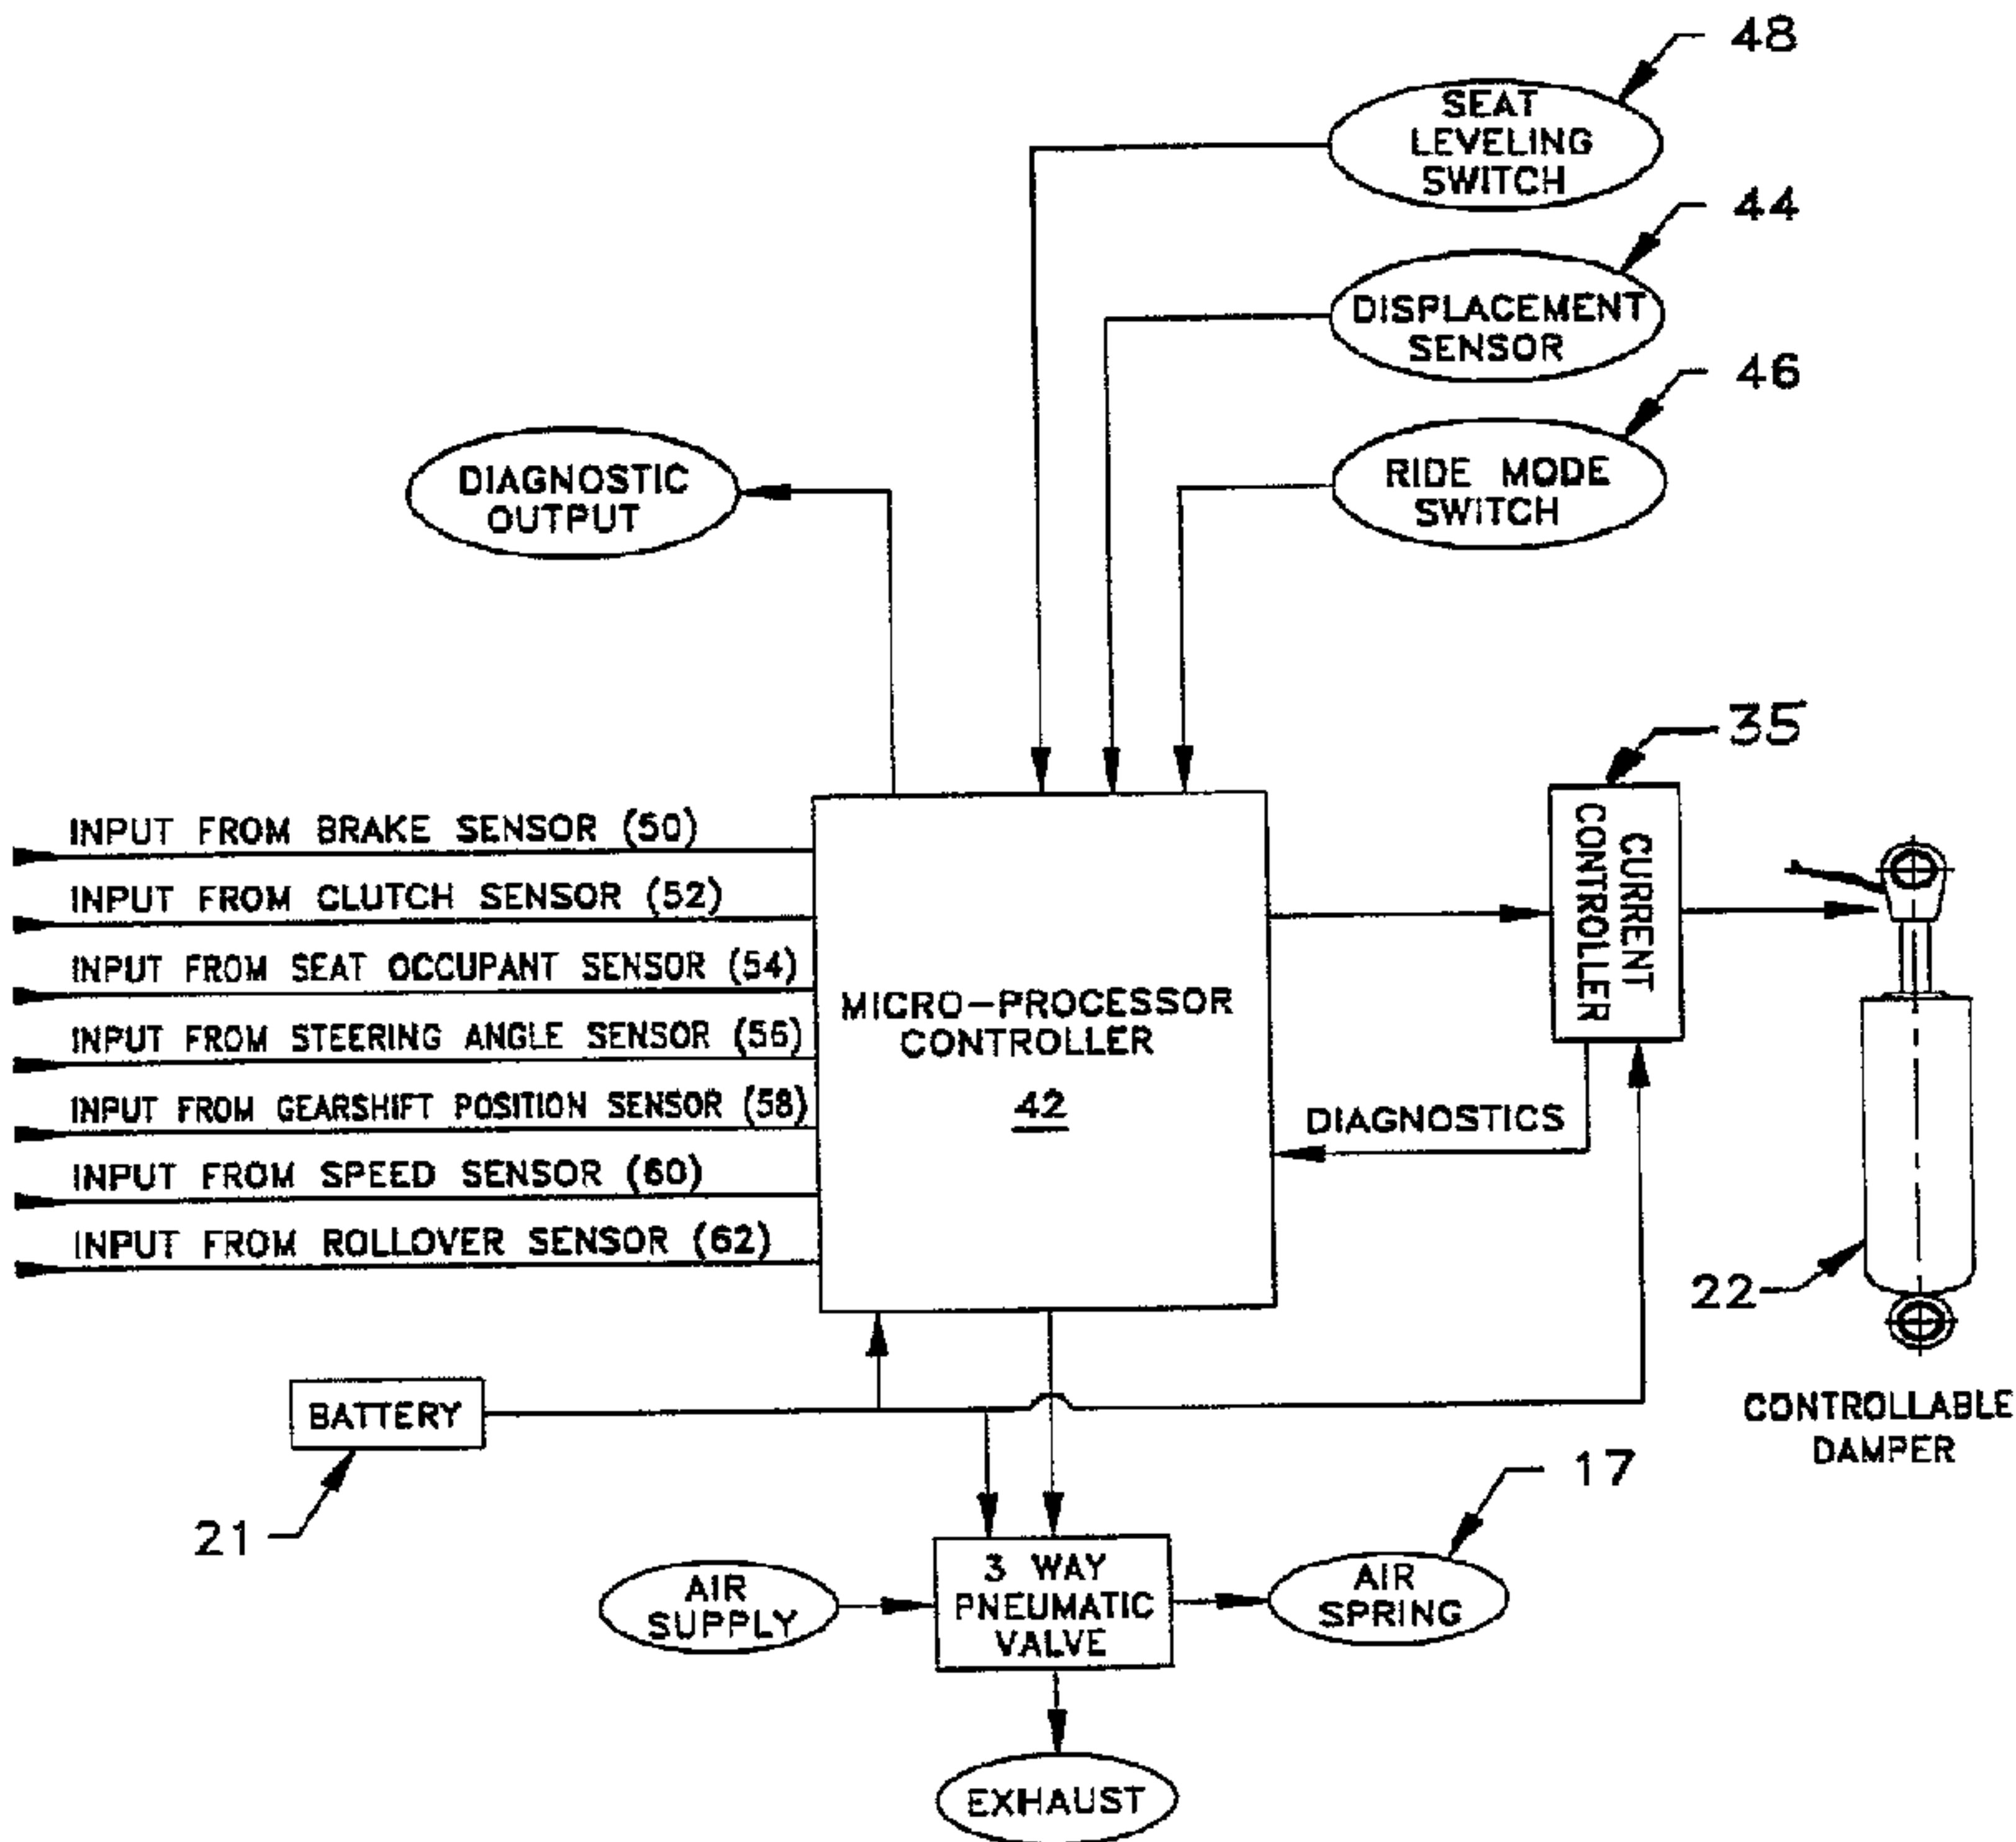 48
SEAT
LEVELING
SWITCH
44
DISPLACEMENT
SENSOR
46
RIDE MODE
SWITCH
DIAGNOSTIC
OUTPUT
35
CURRENT
CONTROLLER
INPUT FROM BRAKE SENSOR (50)
INPUT FROM CLUTCH SENSOR (52)
INPUT FROM SEAT OCCUPANT SENSOR (54)
INPUT FROM STEERING ANGLE SENSOR (56)
INPUT FROM GEARSHIFT POSITION SENSOR (58)
INPUT FROM SPEED SENSOR (60)
INPUT FROM ROLLOVER SENSOR (62)
MICRO-PROCESSOR
CONTROLLER
42
DIAGNOSTICS
22
CONTROLLABLE
DAMPER
BATTERY
21
17
AIR
SUPPLY
3 WAY
PNEUMATIC
VALVE
AIR
SPRING
EXHAUST